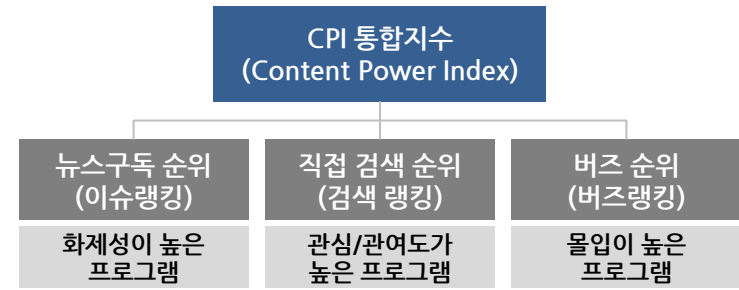 CPI 통합지수
(Content Power Index)
뉴스구독 순위
(이슈랭킹)
직접 검색 순위
(검색 랭킹)
버즈 순위
(버즈랭킹)
화제성이 높은
프로그램
관심/관여도가
높은 프로그램
몰입이 높은
프로그램